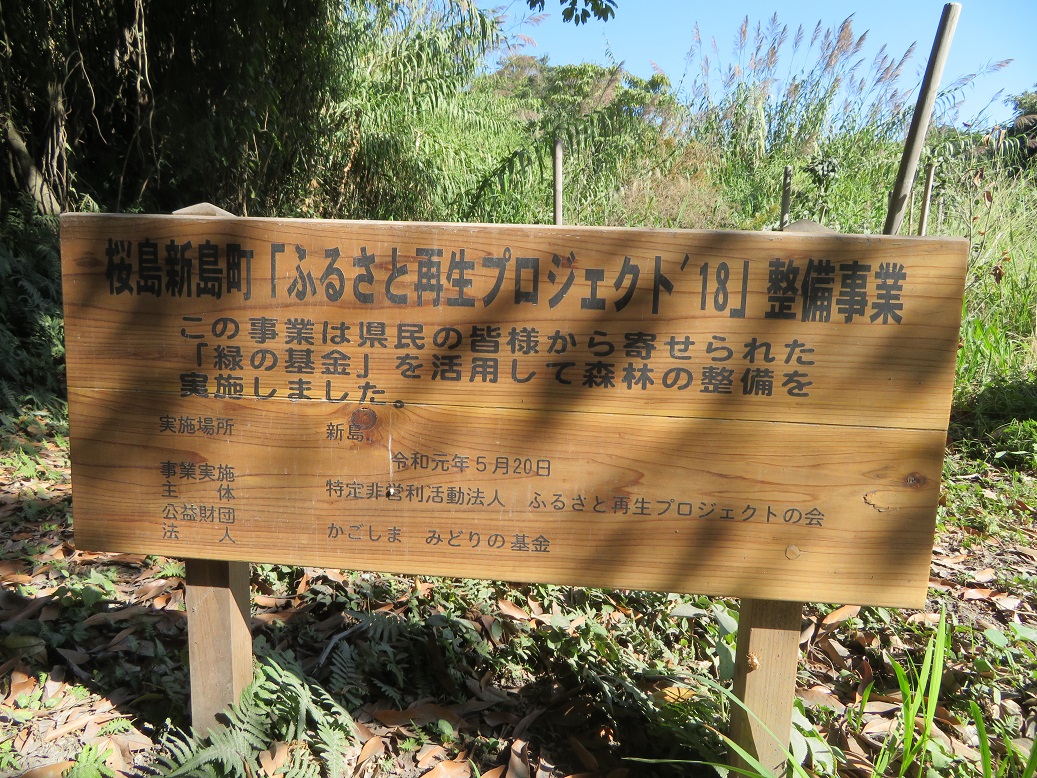 桜島新島町「ふるさと再生プロジェクト'18」整備事業
この事業は県民の皆様から寄せられた
「緑の基金」を活用して森林の整備を
実施しました。
実施場所 新島
令和元年5月20日
事業実施
主体 特定非営利活動法人 ふるさと再生プロジェクトの会
公益財団
法人 かごしま みどりの基金